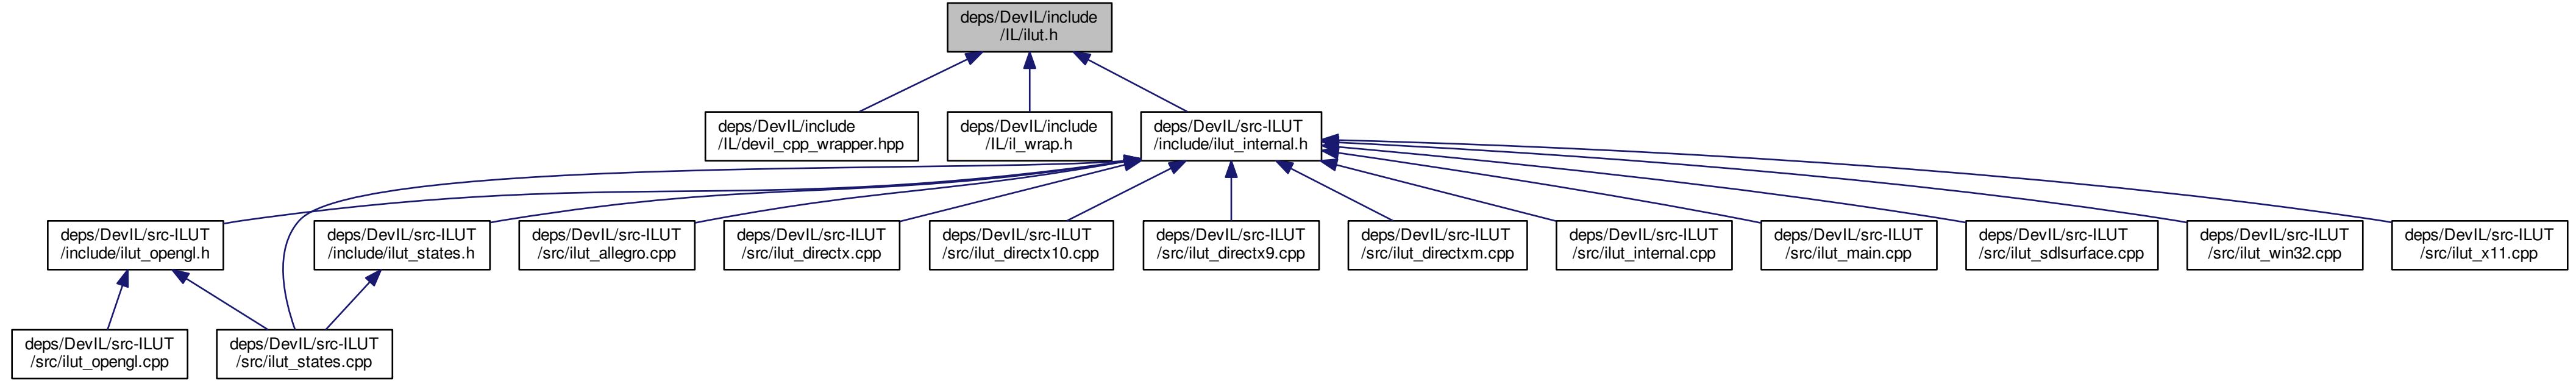 deps/DevIL/include
/IL/ilut.h
deps/DevIL/include
/IL/devil_cpp_wrapper.hpp
deps/DevIL/include
/IL/il_wrap.h
deps/DevIL/src-ILUT
/include/ilut_internal.h
deps/DevIL/src-ILUT
/include/ilut_opengl.h
deps/DevIL/src-ILUT
/include/ilut_states.h
deps/DevIL/src-ILUT
/src/ilut_allegro.cpp
deps/DevIL/src-ILUT
/src/ilut_directx.cpp
deps/DevIL/src-ILUT
/src/ilut_directx10.cpp
deps/DevIL/src-ILUT
/src/ilut_directx9.cpp
deps/DevIL/src-ILUT
/src/ilut_directxm.cpp
deps/DevIL/src-ILUT
/src/ilut_internal.cpp
deps/DevIL/src-ILUT
/src/ilut_main.cpp
deps/DevIL/src-ILUT
/src/ilut_sdlsurface.cpp
deps/DevIL/src-ILUT
/src/ilut_win32.cpp
deps/DevIL/src-ILUT
/src/ilut_x11.cpp
deps/DevIL/src-ILUT
/src/ilut_opengl.cpp
deps/DevIL/src-ILUT
/src/ilut_states.cpp